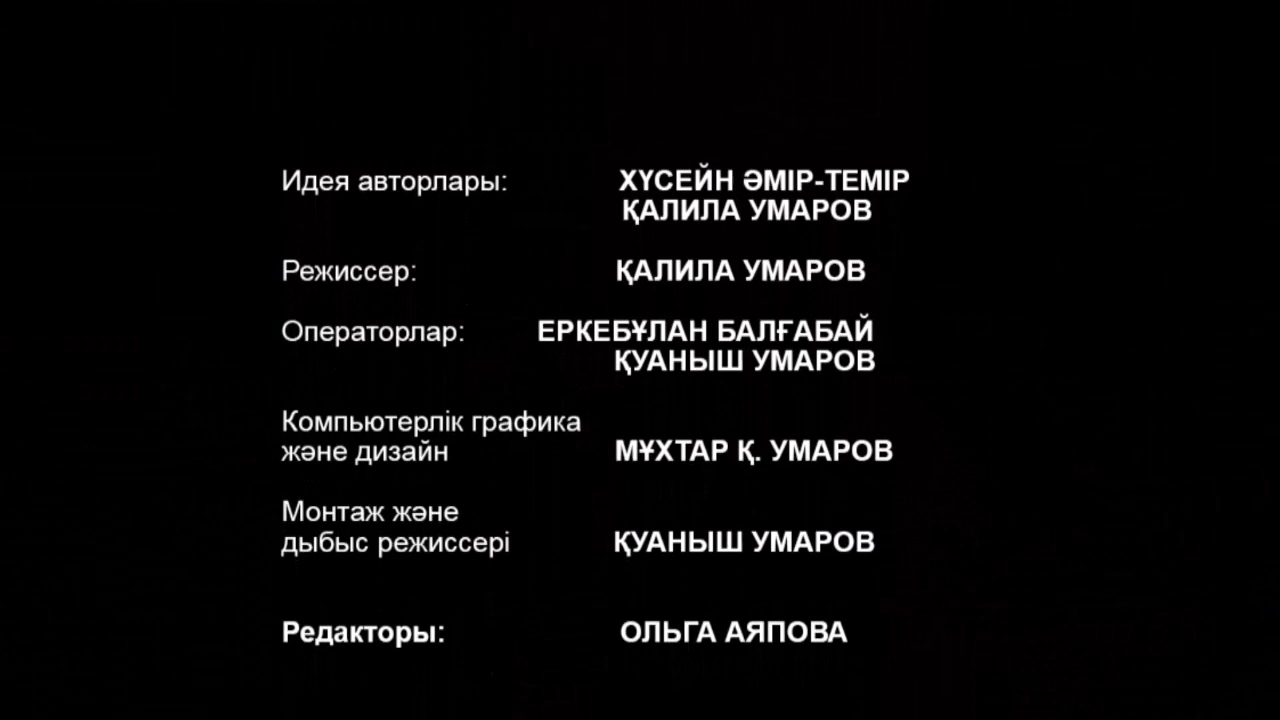 Идея авторлары: ХҮСЕЙН ӘМІР-ТЕМІР
ҚАЛИЛА УМАРОВ
Режиссер: ҚАЛИЛА УМАРОВ
Операторлар: ЕРКЕБҰЛАН БАЛҒАБАЙ
ҚУАНЫШ УМАРОВ
Компьютерлік графика
және дизайн МҰХТАР Қ. УМАРОВ
Монтаж және
дыбыс режиссері ҚУАНЫШ УМАРОВ
Редакторы: ОЛЬГА АЯПОВА